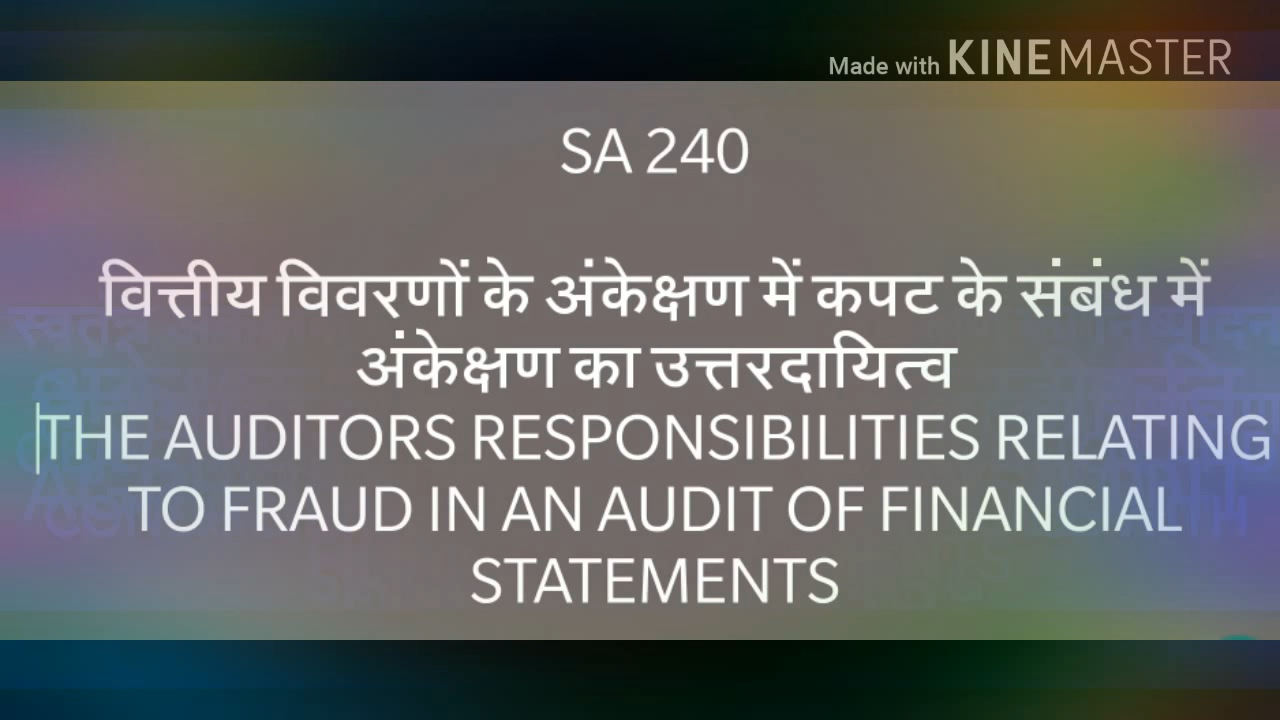 Made with KINEMASTER
SA 240
वित्तीय विवरणों के अंकेक्षण में कपट के संबंध में
अंकेक्षण का उत्तरदायित्व
THE AUDITORS RESPONSIBILITIES RELATING
TO FRAUD IN AN AUDIT OF FINANCIAL
STATEMENTS